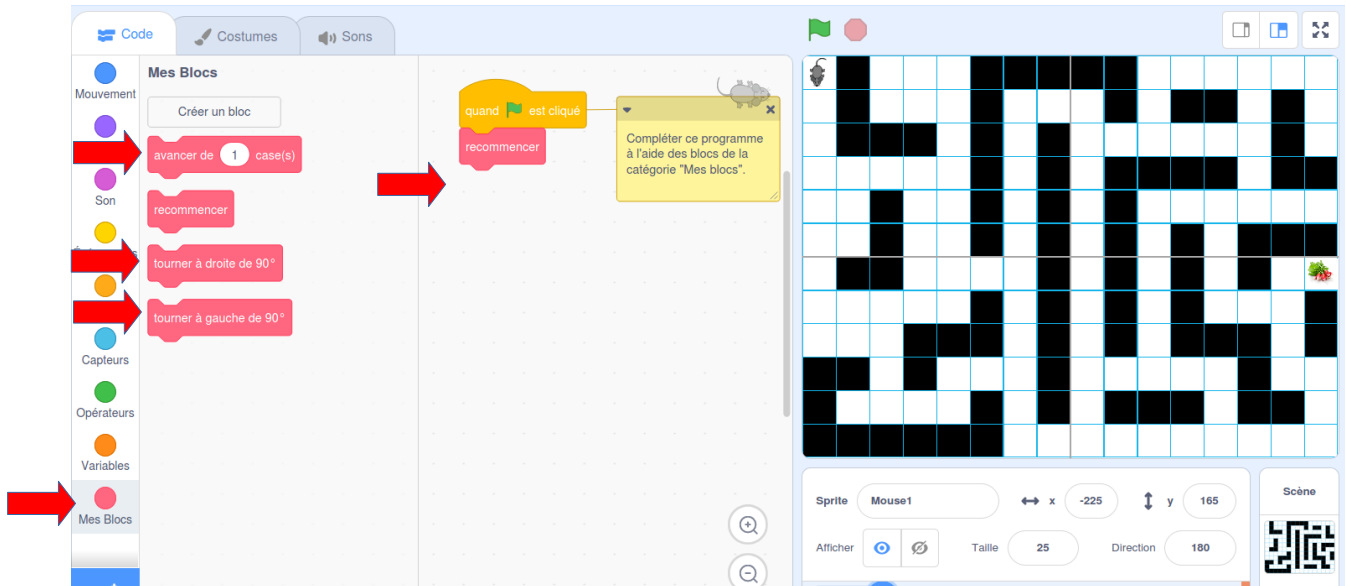 Code
Costumes
Sons
Mouvement
Son
Capteurs
Opérateurs
Variables
Mes Blocs
Mes Blocs
Créer un bloc
avancer de 1 case(s)
recommencer
tourner à droite de 90°
tourner à gauche de 90°
quand est cliqué
recommencer
Compléter ce programme
à l'aide des blocs de la
catégorie "Mes blocs".
Sprite Mouse1 x -225 y 165
Afficher Taille 25 Direction 180
Scène